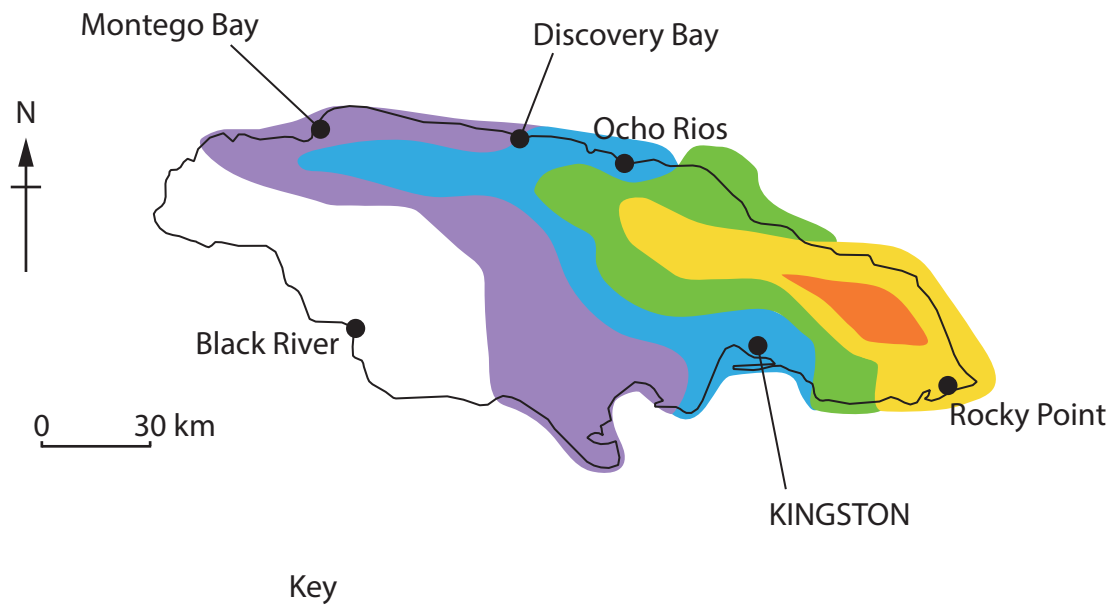 Montego Bay
Discovery Bay
N
Ocho Rios
Black River
0 30 km
Rocky Point
KINGSTON
Key